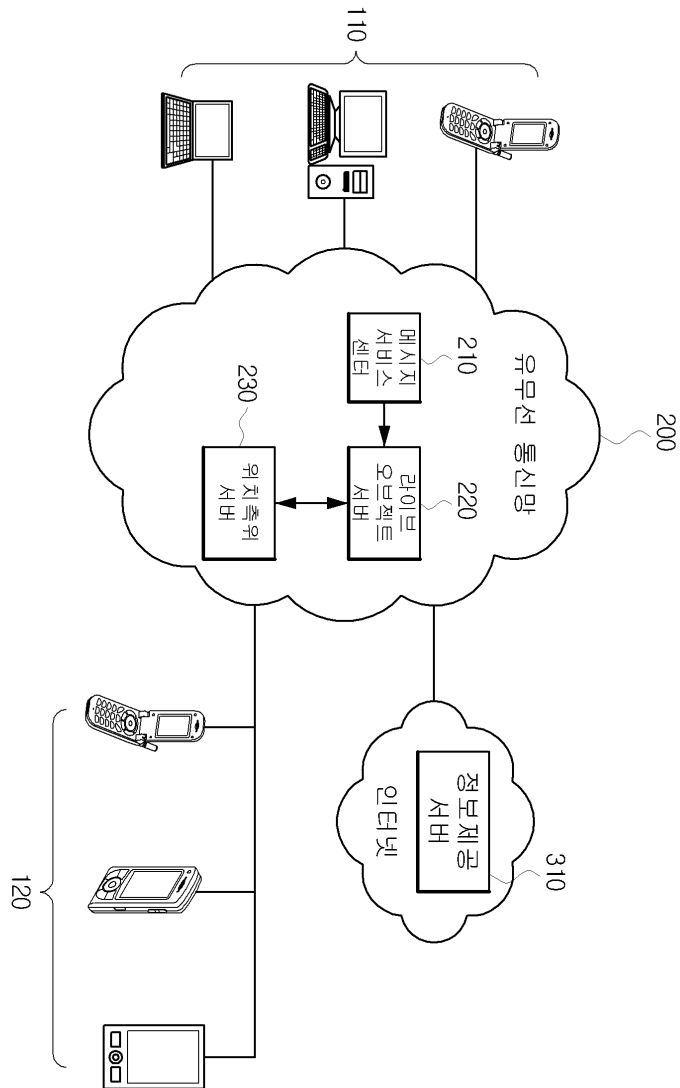 110
200
유무선 통신망
210
메시지
서비스
센터
220
라이브
오브젝트
서버
230
위치측위
서버
310
정보제공
서버
인터넷
120